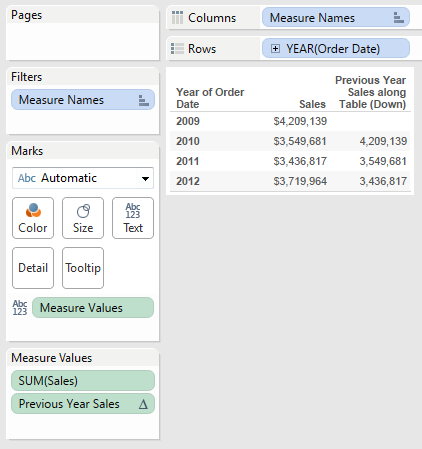 Pages
Columns Measure Names
Rows YEAR(Order Date)
Filters
Measure Names
Marks
Abc Automatic
Color
Size
Abc
123
Text
Detail
Tooltip
Abc
123
Measure Values
Measure Values
SUM(Sales)
Previous Year Sales Δ
Previous Year
Year of Order Sales along
Date Sales Table (Down)
2009 $4,209,139
2010 $3,549,681 4,209,139
2011 $3,436,817 3,549,681
2012 $3,719,964 3,436,817